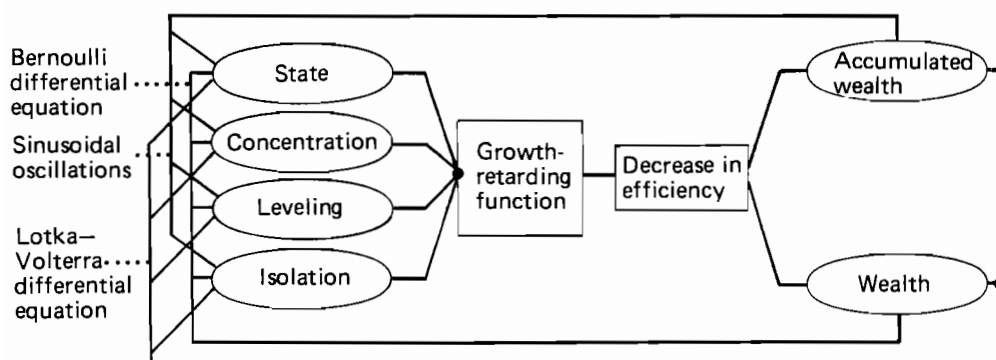 Bernoulli
differential
equation
Sinusoidal
oscillations
Lotka–
Volterra
differential
equation
State
Concentration
Leveling
Isolation
Growth-
retarding
function
Decrease in
efficiency
Accumulated
wealth
Wealth